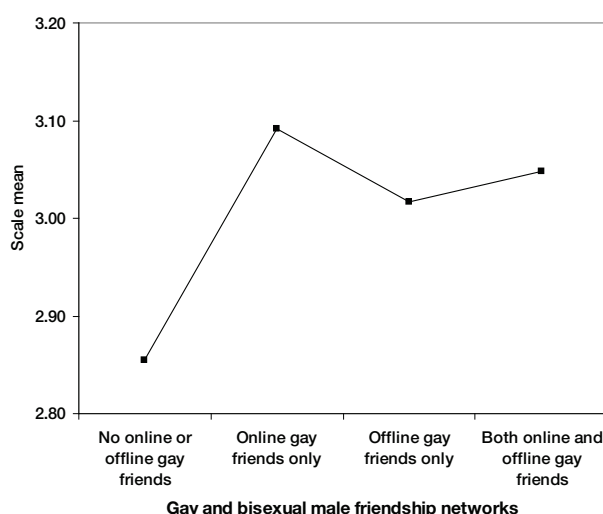 3.20
3.10
3.00
2.90
2.80
Scale mean
No online or
offline gay
friends
Online gay
friends only
Offline gay
friends only
Both online and
offline gay
friends
Gay and bisexual male friendship networks